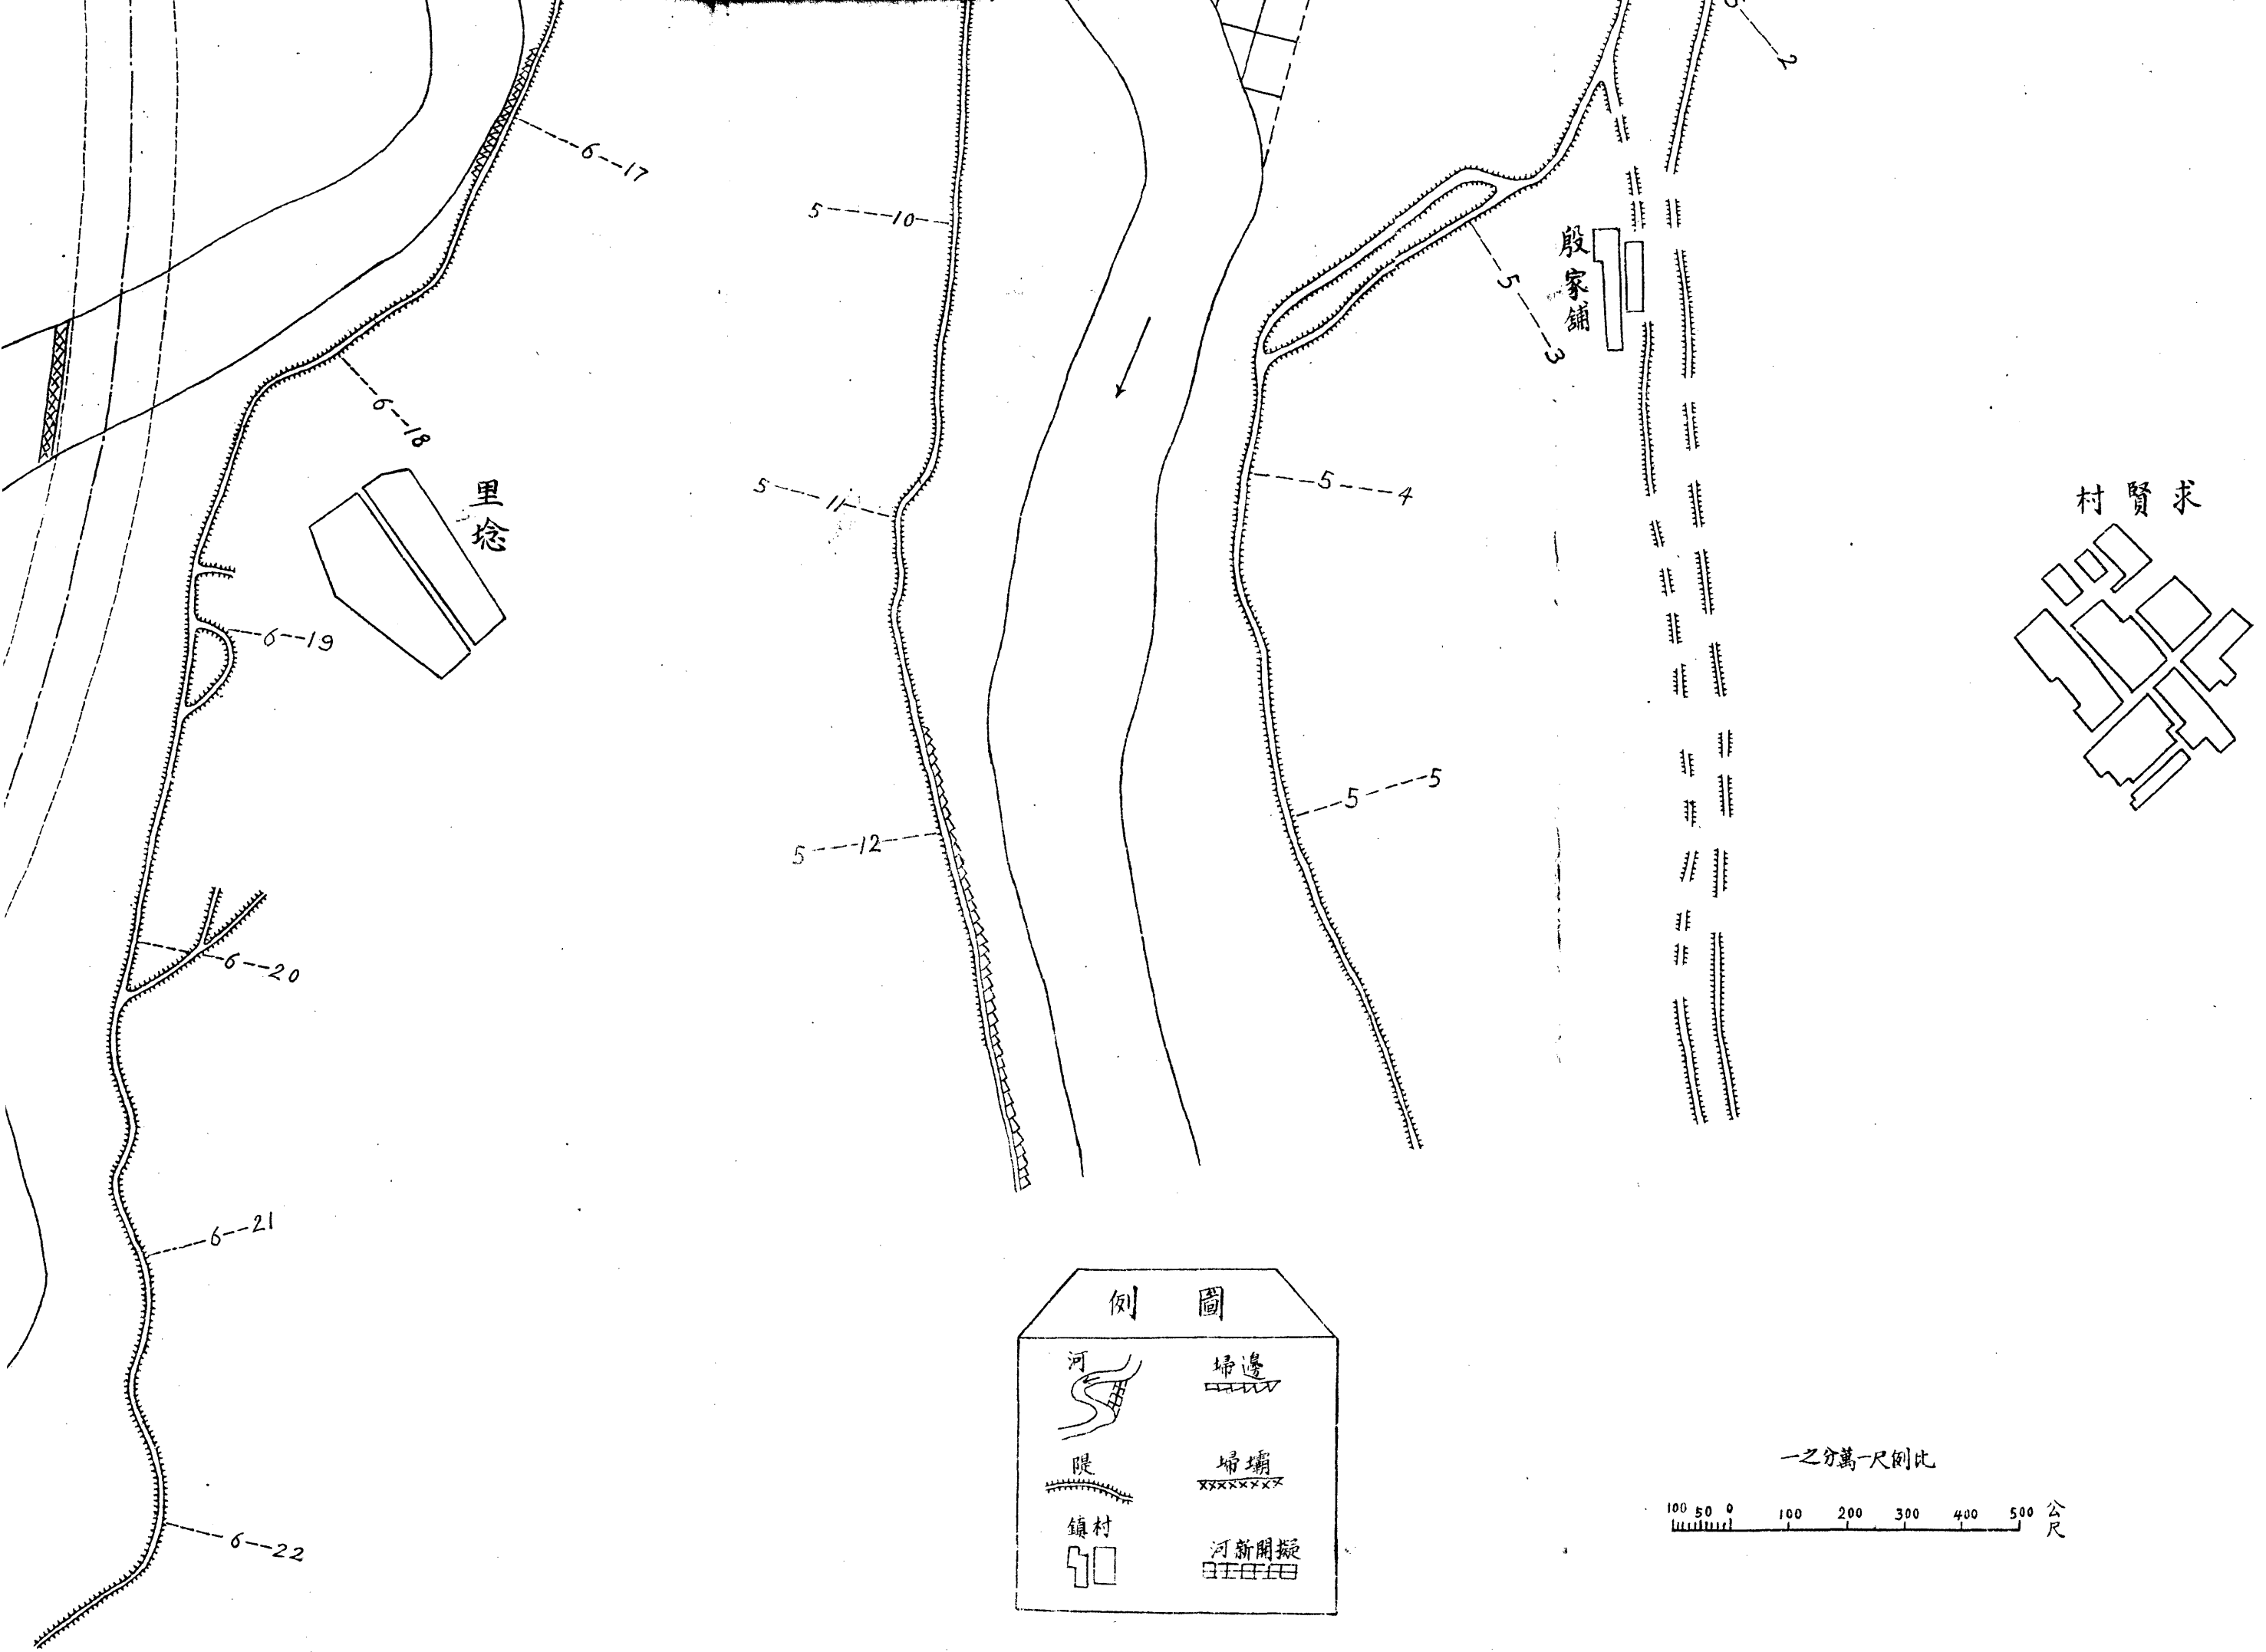 2
6--17
5----10
殷家舖
5---3
6--18
5---11
5---4
里埝
求賢村
6--19
5---5
5---12
6--20
6--21
6--22
圖例
河
邊埽
隄
壩埽
村鎮
擬開新河
比例尺一萬分之一
100 50 0 100 200 300 400 500 公尺